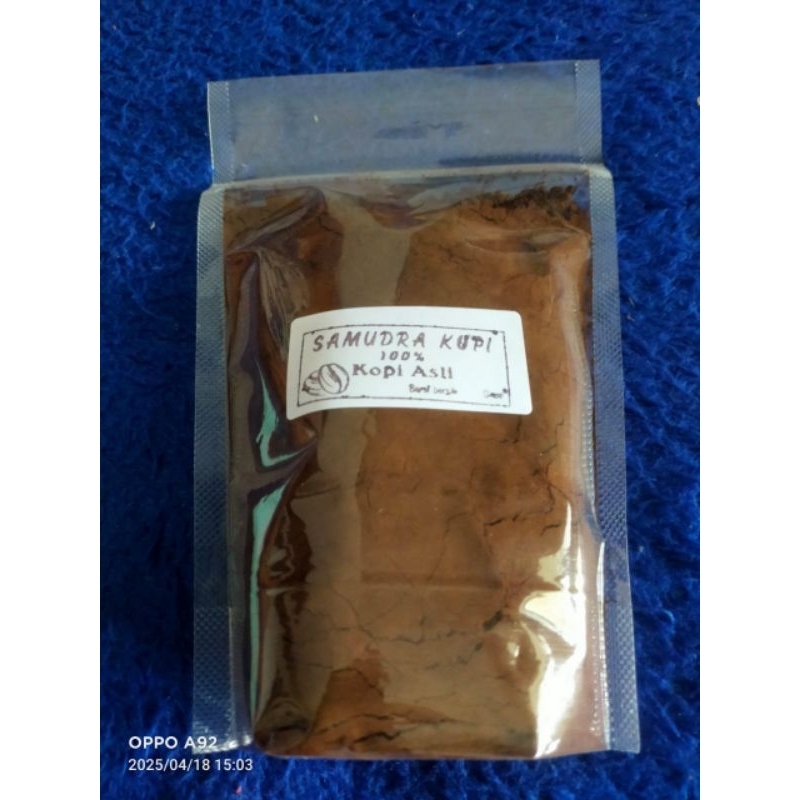 SAMUDRA KUPI
100%
Kopi Asli
OPPO A92
2025/04/18 15:03